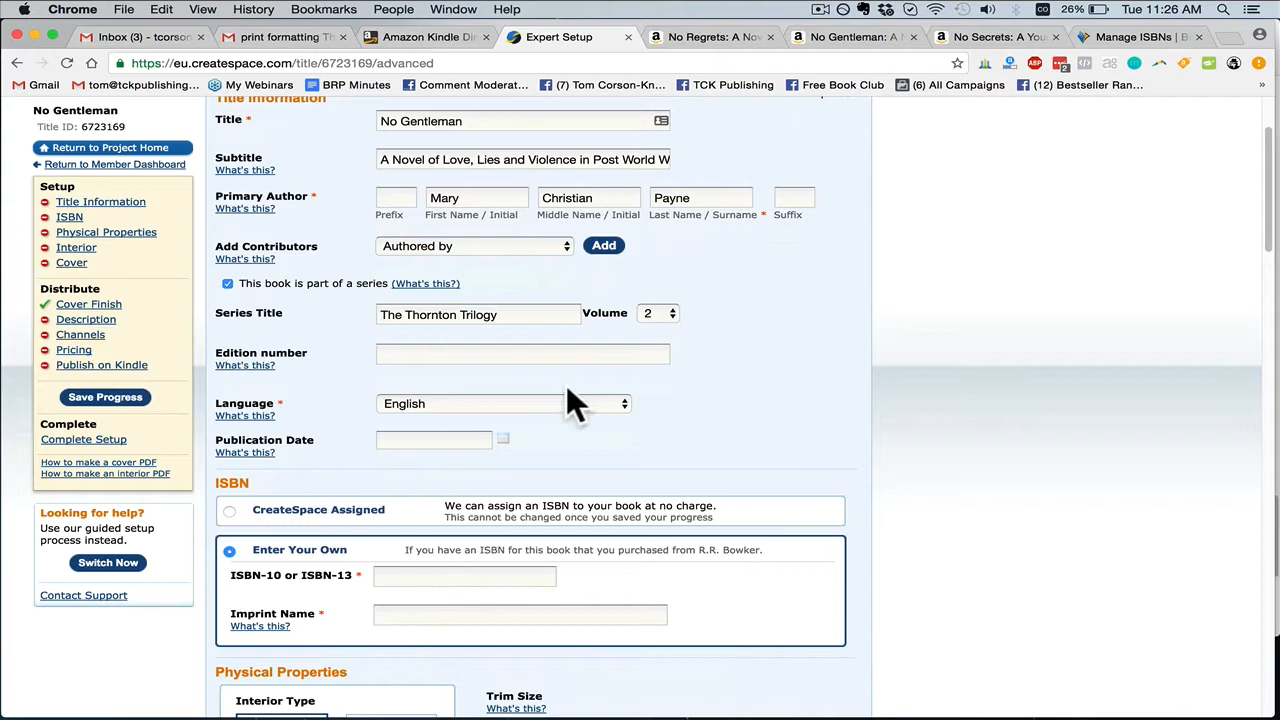 Chrome File Edit View History Bookmarks People Window Help 26% Tue 11:26 AM
Inbox (3) - tcorson print formatting Th Amazon Kindle Di Expert Setup No Regrets: A Nov No Gentleman: A N No Secrets: A You Manage ISBNs | B
https://eu.createspace.com/title/6723169/advanced
Gmail tom@tckpublishing... My Webinars BRP Minutes Comment Moderat... (7) Tom Corson-Kn... TCK Publishing Free Book Club (6) All Campaigns (12) Bestseller Ran... »
No Gentleman
Title ID: 6723169
Return to Project Home
Return to Member Dashboard
Setup
Title Information
ISBN
Physical Properties
Interior
Cover
Distribute
Cover Finish
Description
Channels
Pricing
Publish on Kindle
Save Progress
Complete
Complete Setup
How to make a cover PDF
How to make an interior PDF
Looking for help?
Use our guided setup
process instead.
Switch Now
Contact Support
Title Information
Title * No Gentleman
Subtitle A Novel of Love, Lies and Violence in Post World W
What's this?
Primary Author * Mary Christian Payne
What's this? Prefix First Name / Initial Middle Name / Initial Last Name / Surname * Suffix
Add Contributors Authored by Add
What's this?
This book is part of a series (What's this?)
Series Title The Thornton Trilogy Volume 2
Edition number
What's this?
Language * English
What's this?
Publication Date
What's this?
ISBN
CreateSpace Assigned We can assign an ISBN to your book at no charge.
This cannot be changed once you saved your progress
Enter Your Own If you have an ISBN for this book that you purchased from R.R. Bowker.
ISBN-10 or ISBN-13 *
Imprint Name *
What's this?
Physical Properties
Interior Type Trim Size
What's this?